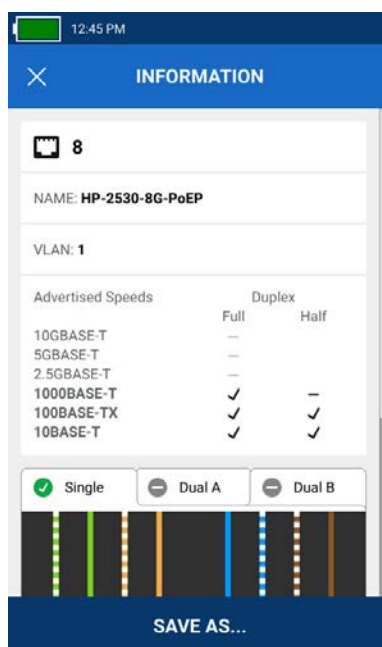 12:45 PM
INFORMATION
8
NAME: HP-2530-8G-PoEP
VLAN: 1
Advertised Speeds Duplex
Full Half
10GBASE-T –
5GBASE-T –
2.5GBASE-T –
1000BASE-T ✓ –
100BASE-TX ✓ ✓
10BASE-T ✓ ✓
Single Dual A Dual B
SAVE AS...